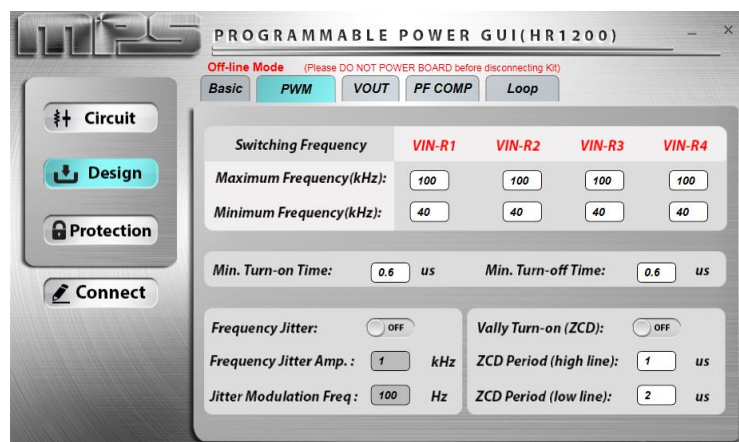 MPS PROGRAMMABLE POWER GUI(HR1200)
Off-line Mode (Please DO NOT POWER BOARD before disconnecting Kit)
Basic PWM VOUT PF COMP Loop
Circuit
Design
Protection
Connect
Switching Frequency VIN-R1 VIN-R2 VIN-R3 VIN-R4
Maximum Frequency(kHz): 100 100 100 100
Minimum Frequency(kHz): 40 40 40 40
Min. Turn-on Time: 0.6 us Min. Turn-off Time: 0.6 us
Frequency Jitter: OFF
Frequency Jitter Amp. : 1 kHz
Jitter Modulation Freq : 100 Hz
Vally Turn-on (ZCD): OFF
ZCD Period (high line): 1 us
ZCD Period (low line): 2 us